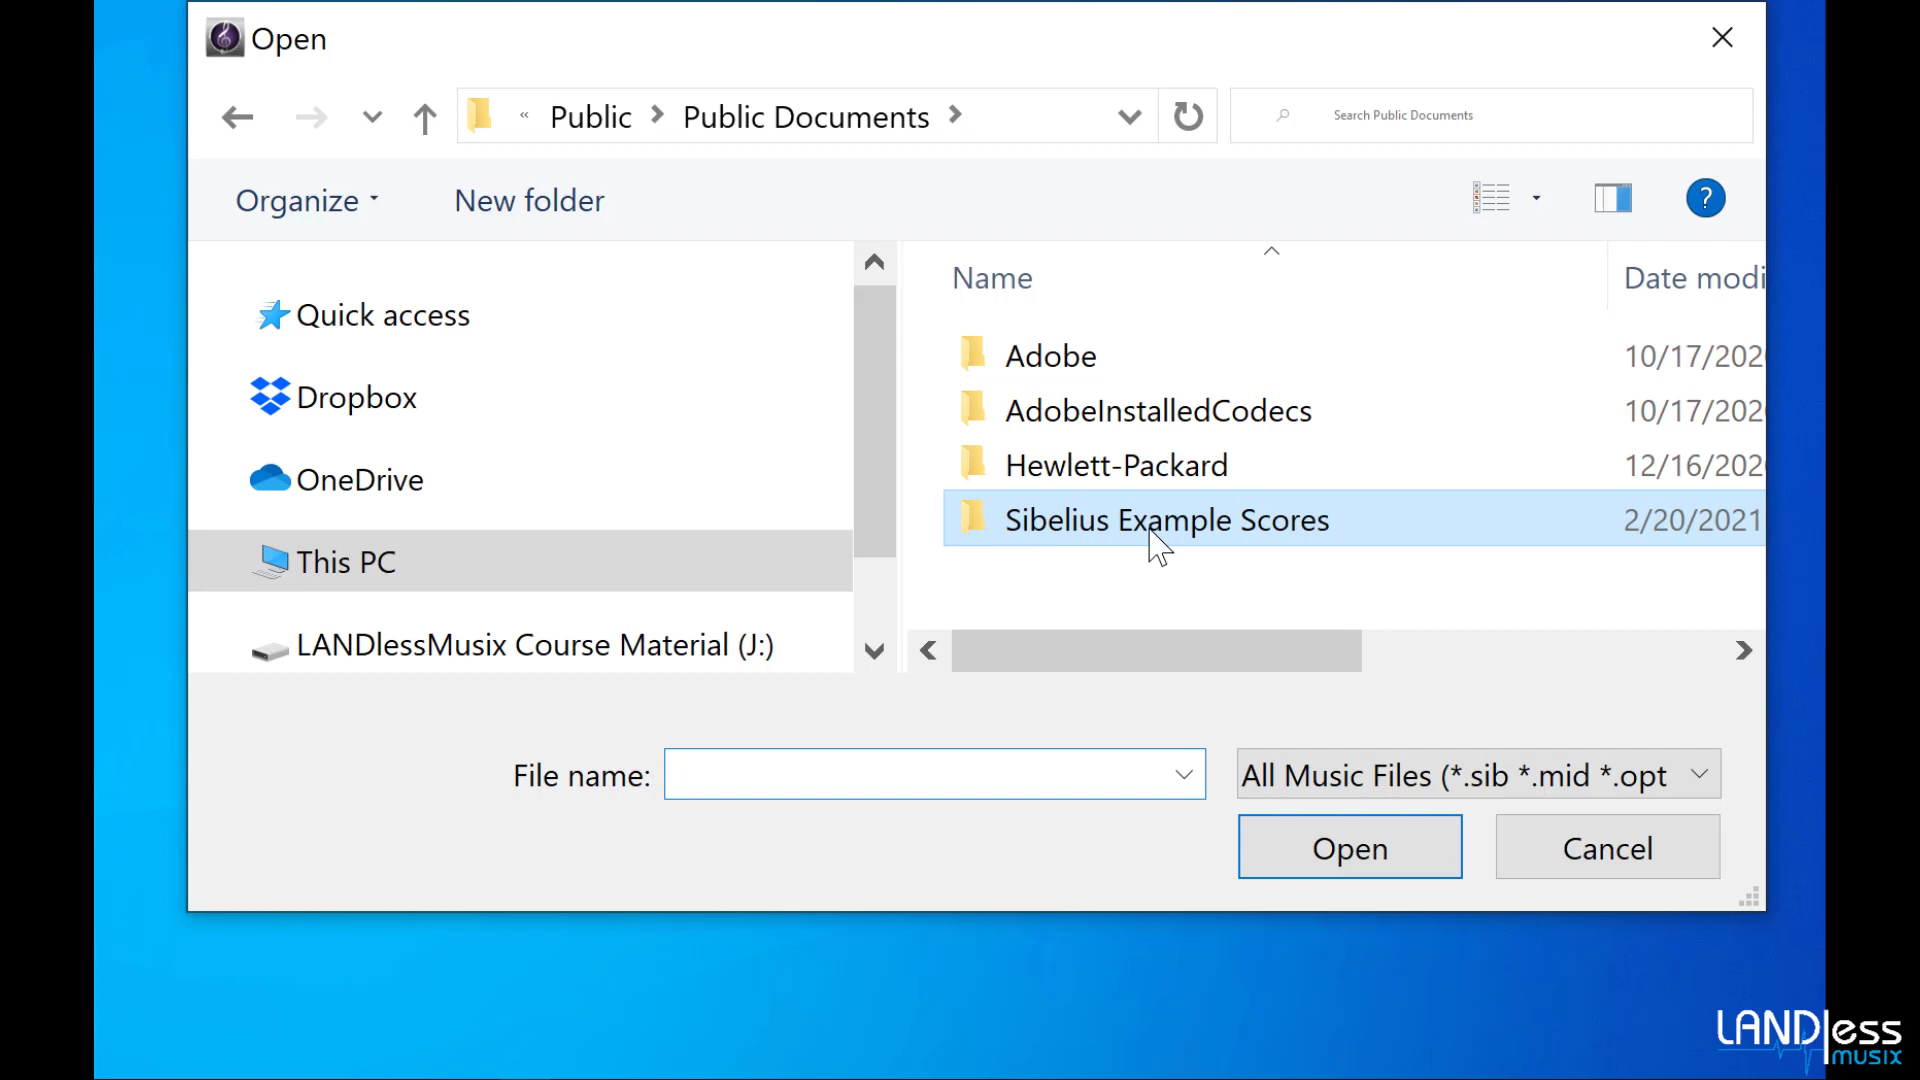 Open
« Public > Public Documents >
Search Public Documents
Organize
New folder
?
Quick access
Dropbox
OneDrive
This PC
LANDlessMusix Course Material (J:)
Name
Date modi
Adobe
10/17/202
AdobeInstalledCodecs
10/17/202
Hewlett-Packard
12/16/202
Sibelius Example Scores
2/20/2021
File name:
All Music Files (*.sib *.mid *.opt
Open
Cancel
LANDless
musix